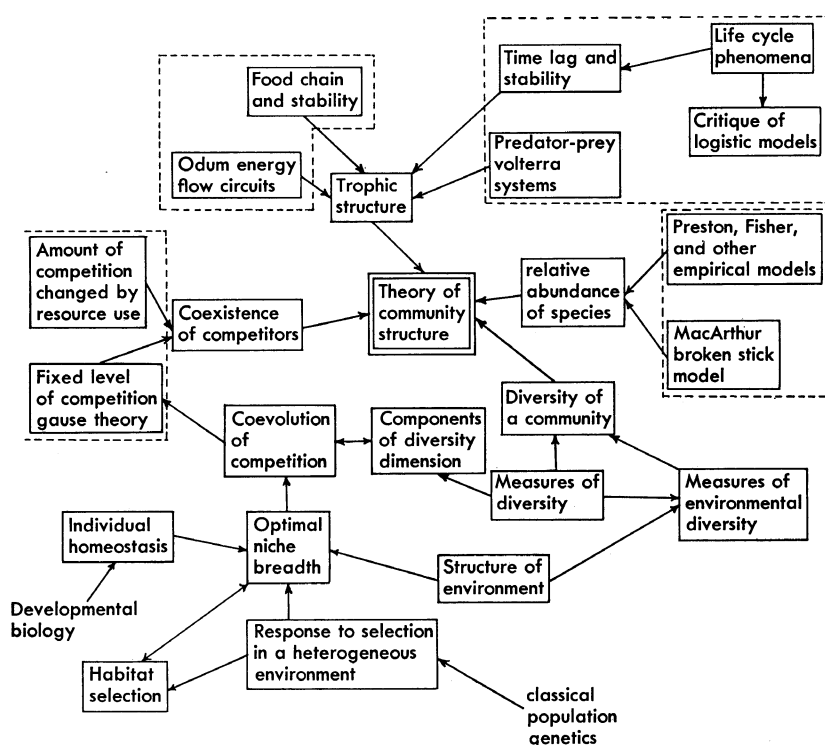 Life cycle
phenomena
Time lag and
stability
Food chain
and stability
Critique of
logistic models
Predator-prey
volterra
systems
Odum energy
flow circuits
Trophic
structure
Preston, Fisher,
and other
empirical models
Amount of
competition
changed by
resource use
relative
abundance
of species
Theory of
community
structure
Coexistence
of competitors
MacArthur
broken stick
model
Fixed level
of competition
gause theory
Diversity of
a community
Coevolution
of
competition
Components
of diversity
dimension
Measures of
diversity
Measures of
environmental
diversity
Individual
homeostasis
Optimal
niche
breadth
Structure of
environment
Developmental
biology
Response to selection
in a heterogeneous
environment
Habitat
selection
classical
population
genetics